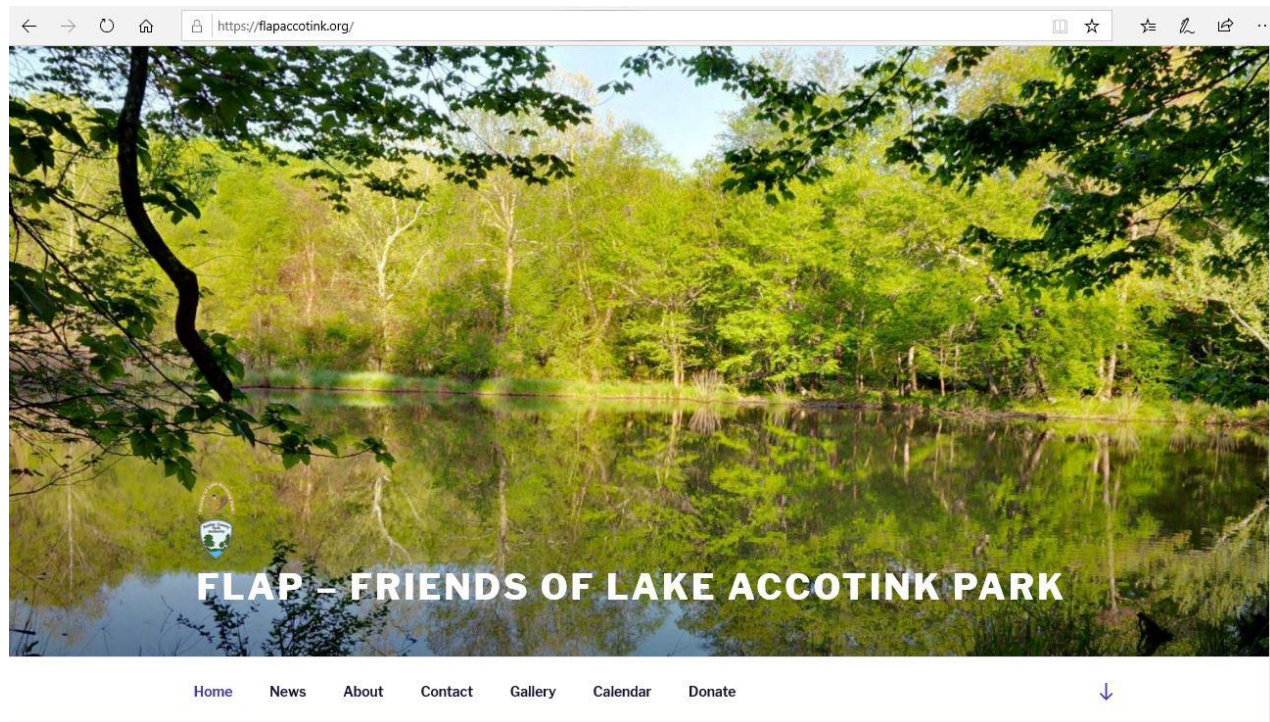 https://flapaccotink.org/
FLAP – FRIENDS OF LAKE ACCOTINK PARK
Home News About Contact Gallery Calendar Donate